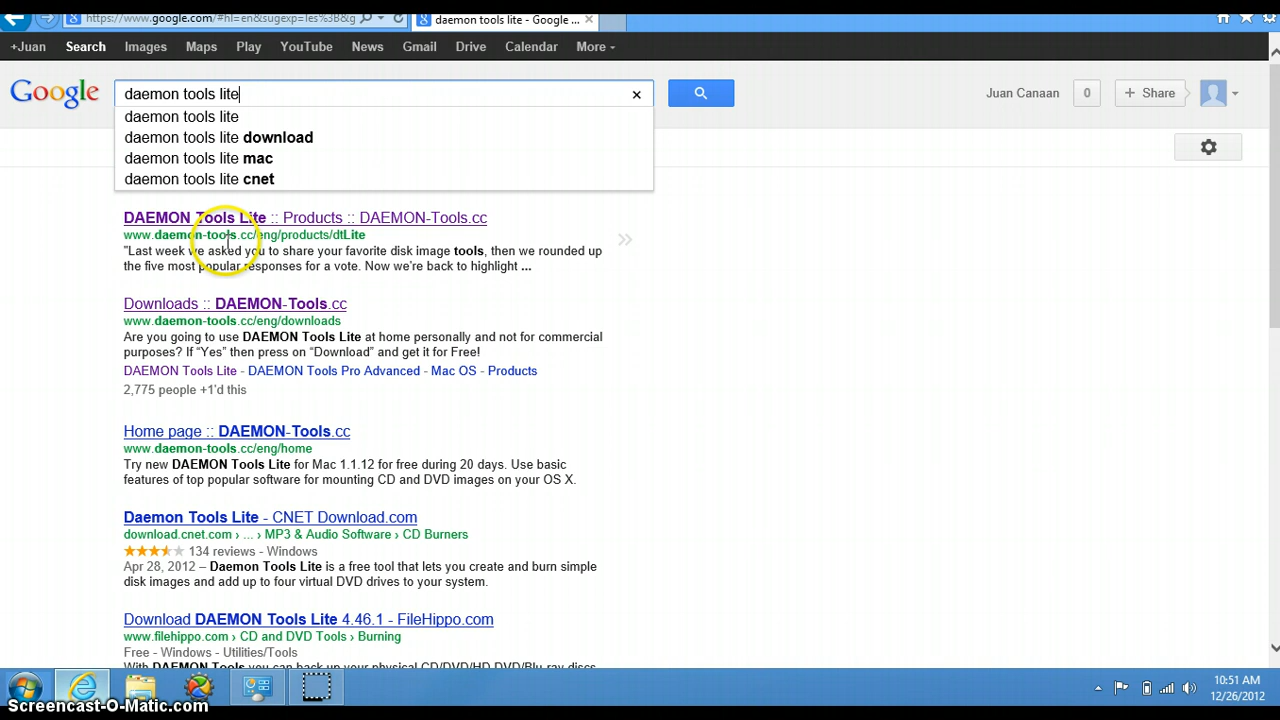 https://www.google.com/#hl=en&sugexp=les%3B&g
daemon tools lite - Google ...
+Juan Search Images Maps Play YouTube News Gmail Drive Calendar More
Google
daemon tools lite
Juan Canaan 0 + Share
daemon tools lite
daemon tools lite download
daemon tools lite mac
daemon tools lite cnet
DAEMON Tools Lite :: Products :: DAEMON-Tools.cc
www.daemon-tools.cc/eng/products/dtLite
"Last week we asked you to share your favorite disk image tools, then we rounded up
the five most popular responses for a vote. Now we're back to highlight ...
Downloads :: DAEMON-Tools.cc
www.daemon-tools.cc/eng/downloads
Are you going to use DAEMON Tools Lite at home personally and not for commercial
purposes? If “Yes” then press on “Download” and get it for Free!
DAEMON Tools Lite - DAEMON Tools Pro Advanced - Mac OS - Products
2,775 people +1'd this
Home page :: DAEMON-Tools.cc
www.daemon-tools.cc/eng/home
Try new DAEMON Tools Lite for Mac 1.1.12 for free during 20 days. Use basic
features of top popular software for mounting CD and DVD images on your OS X.
Daemon Tools Lite - CNET Download.com
download.cnet.com › ... › MP3 & Audio Software › CD Burners
134 reviews - Windows
Apr 28, 2012 – Daemon Tools Lite is a free tool that lets you create and burn simple
disk images and add up to four virtual DVD drives to your system.
Download DAEMON Tools Lite 4.46.1 - FileHippo.com
www.filehippo.com › CD and DVD Tools › Burning
Free - Windows - Utilities/Tools
With DAEMON Tools you can back up your physical CD/DVD/HD DVD/Blu-ray discs
10:51 AM
12/26/2012
Screencast-O-Matic.com